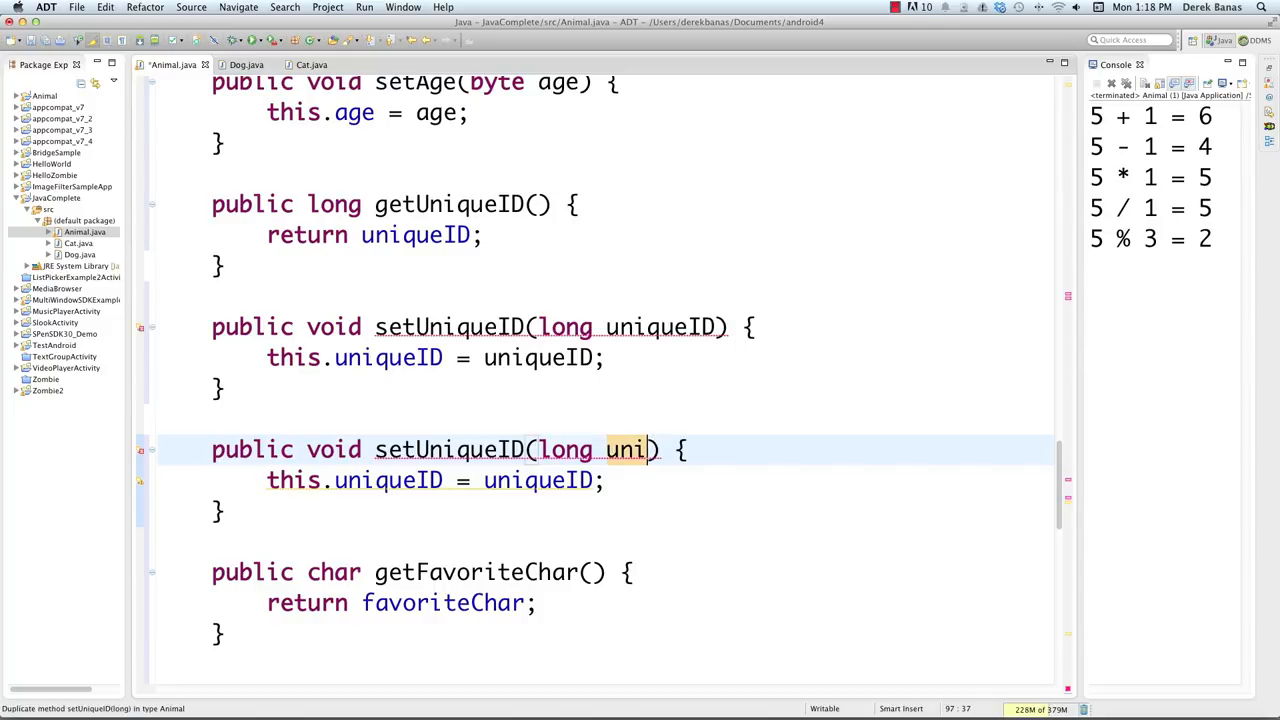 ADT File Edit Refactor Source Navigate Search Project Run Window Help 10 Mon 1:18 PM Derek Banas
Java – JavaComplete/src/Animal.java – ADT – /Users/derekbanas/Documents/android4
Quick Access Java DDMS
Package Exp *Animal.java Dog.java Cat.java Console
<terminated> Animal (1) [Java Application] /S
Animal
appcompat_v7
appcompat_v7_2
appcompat_v7_3
appcompat_v7_4
BridgeSample
HelloWorld
HelloZombie
ImageFilterSampleApp
JavaComplete
src
(default package)
Animal.java
Cat.java
Dog.java
JRE System Library [
ListPickerExample2Activi
MediaBrowser
MultiWindowSDKExample
MusicPlayerActivity
SlookActivity
SPenSDK30_Demo
TestAndroid
TextGroupActivity
VideoPlayerActivity
Zombie
Zombie2
public void setAge(byte age) {
this.age = age;
}
public long getUniqueID() {
return uniqueID;
}
public void setUniqueID(long uniqueID) {
this.uniqueID = uniqueID;
}
public void setUniqueID(long uni) {
this.uniqueID = uniqueID;
}
public char getFavoriteChar() {
return favoriteChar;
}
5 + 1 = 6
5 - 1 = 4
5 * 1 = 5
5 / 1 = 5
5 % 3 = 2
Duplicate method setUniqueID(long) in type Animal Writable Smart Insert 97 : 37 228M of 379M